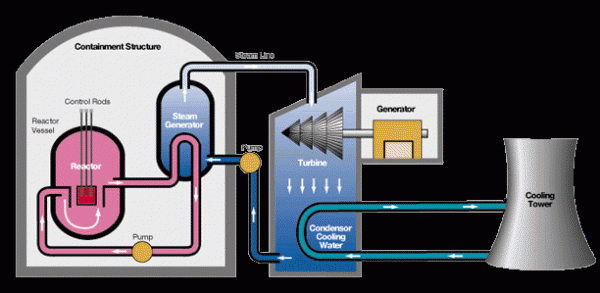 Containment Structure
Steam Line
Control Rods
Reactor
Vessel
Steam
Generator
Reactor
Pump
Pump
Generator
Turbine
Condensor
Cooling
Water
Cooling
Tower